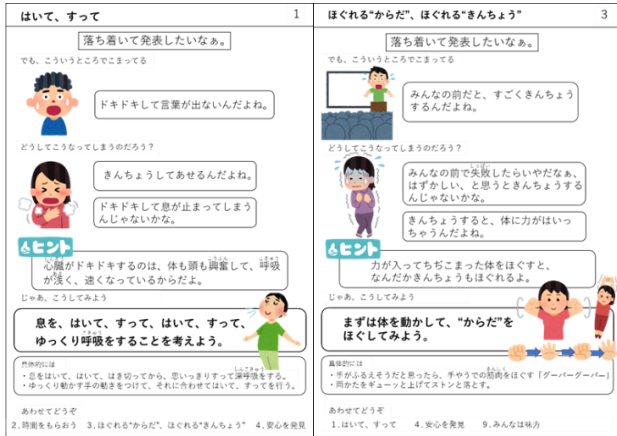 はいて、すって
1
落ち着いて発表したいなぁ。
でも、こういうところでこまってる
ドキドキして言葉が出ないんだよね。
どうしてこうなってしまうのだろう?
きんちょうしてあせるんだよね。
ドキドキして息が止まってしまう
んじゃないかな。
ヒント
心臓がドキドキするのは、体も頭も興奮して、呼吸
が浅く、速くなっているからだよ。
じゃあ、こうしてみよう
息を、はいて、すって、はいて、すって、
ゆっくり呼吸をすることを考えよう。
具体的には
・息をはいて、はいて、はき切ってから、思いっきりすって深呼吸をする。
・ゆっくり動かす手の動きをつけて、それに合わせてはいて、すってを行う。
あわせてどうぞ
2.時間をもらおう 3.ほぐれる“からだ”、ほぐれる“きんちょう” 4.安心を発見
ほぐれる“からだ”、ほぐれる“きんちょう”
3
落ち着いて発表したいなぁ。
でも、こういうところでこまってる
みんなの前だと、すごくきんちょう
するんだよね。
どうしてこうなってしまうのだろう?
みんなの前で失敗したらいやだなぁ、
はずかしい、と思うときんちょうする
んじゃないかな。
きんちょうすると、体に力がはいっ
ちゃうんだよね。
ヒント
力が入ってちぢこまった体をほぐすと、
なんだかきんちょうもほぐれるよ。
じゃあ、こうしてみよう
まずは体を動かして、“からだ”を
ほぐしてみよう。
具体的には
・手がふるえそうだと思ったら、手やうでの筋肉をほぐす「グーパーグーパー」
・両かたをギューッと上げてストンと落とす。
あわせてどうぞ
1.はいて、すって 4.安心を発見 9.みんなは味方